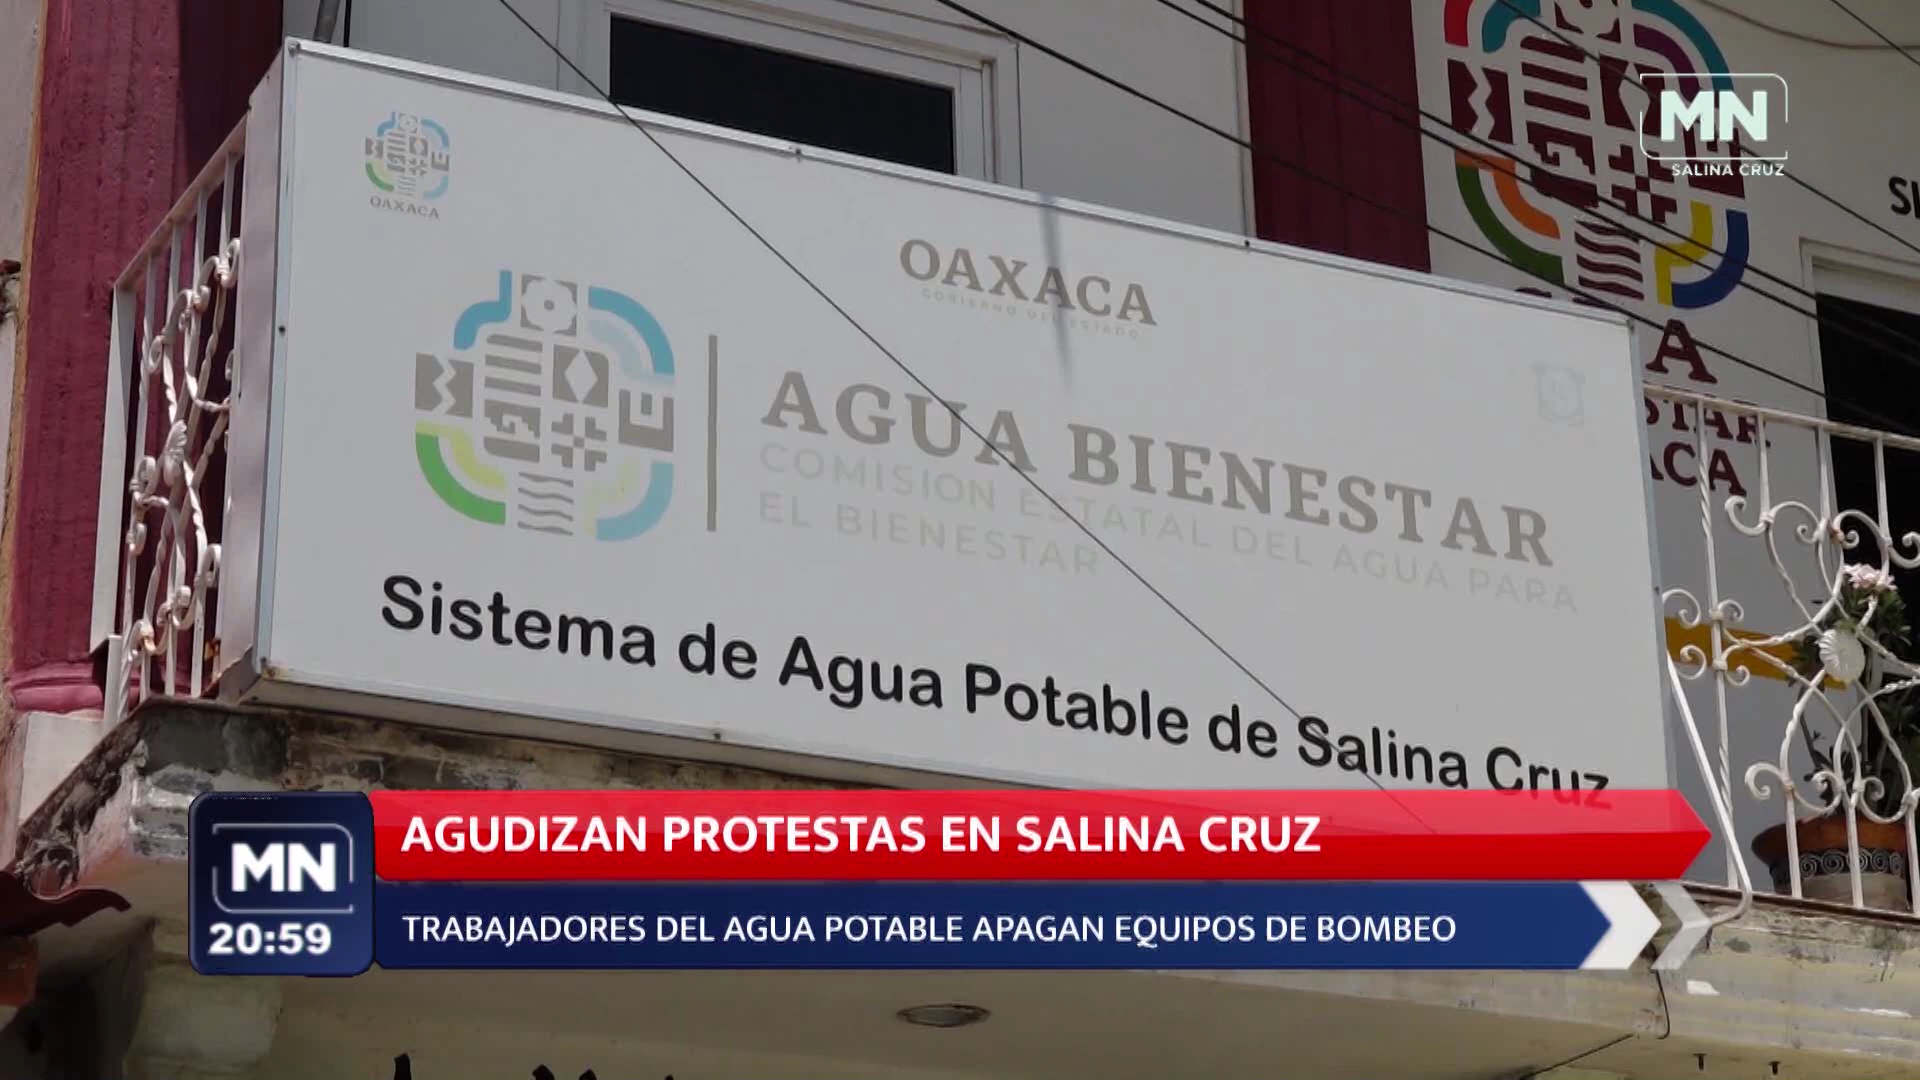 MN
SALINA CRUZ
OAXACA
OAXACA
GOBIERNO DEL ESTADO
AGUA BIENESTAR
COMISION ESTATAL DEL AGUA PARA
EL BIENESTAR
Sistema de Agua Potable de Salina Cruz
MN
20:59
AGUDIZAN PROTESTAS EN SALINA CRUZ
TRABAJADORES DEL AGUA POTABLE APAGAN EQUIPOS DE BOMBEO